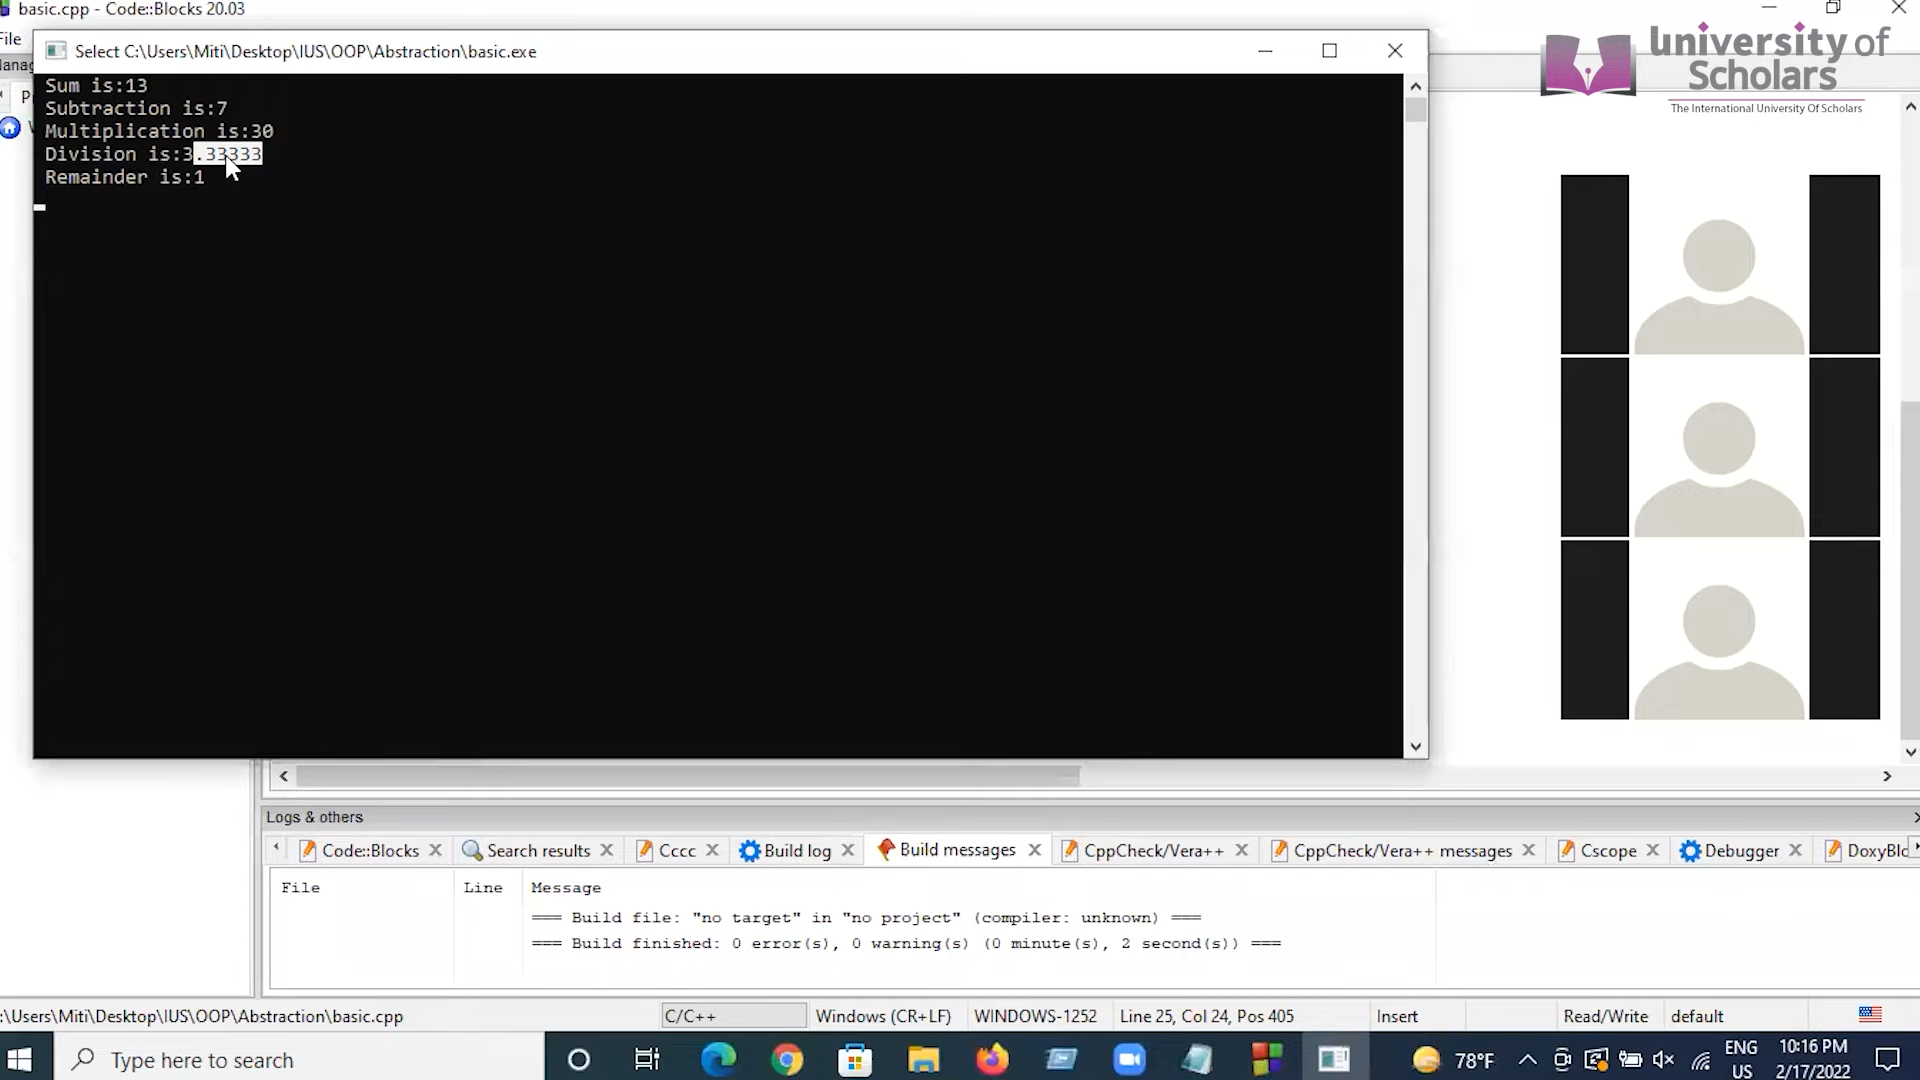 basic.cpp - Code::Blocks 20.03
File
Select C:\Users\Miti\Desktop\IUS\OOP\Abstraction\basic.exe
university of
Scholars
The International University Of Scholars
Sum is:13
Subtraction is:7
Multiplication is:30
Division is:3.33333
Remainder is:1
Logs & others
Code::Blocks
Search results
Cccc
Build log
Build messages
CppCheck/Vera++
CppCheck/Vera++ messages
Cscope
Debugger
DoxyBlo
File Line Message
=== Build file: "no target" in "no project" (compiler: unknown) ===
=== Build finished: 0 error(s), 0 warning(s) (0 minute(s), 2 second(s)) ===
:\Users\Miti\Desktop\IUS\OOP\Abstraction\basic.cpp
C/C++
Windows (CR+LF)
WINDOWS-1252
Line 25, Col 24, Pos 405
Insert
Read/Write
default
Type here to search
78°F
ENG
US
10:16 PM
2/17/2022